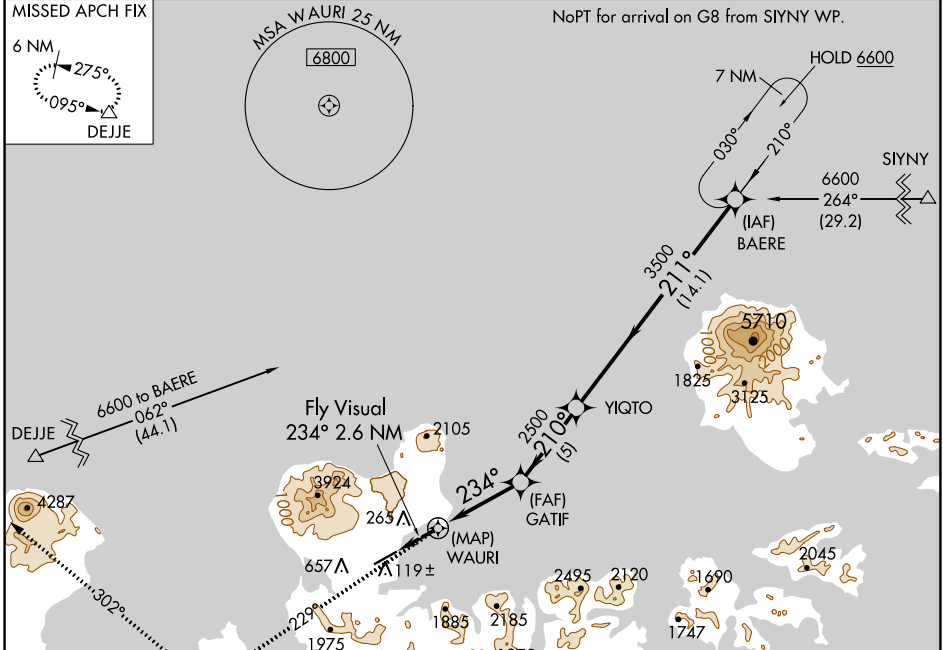 MISSED APCH FIX
6 NM
275°
095°
DEJJE
MSA WAURI 25 NM
6800
NoPT for arrival on G8 from SIYNY WP.
HOLD 6600
7 NM
030°
210°
SIYNY
6600
264°
(29.2)
(IAF)
BAERE
3500
211°
(14.1)
5710
1000
2000
1825
3125
6600 to BAERE
062°
(44.1)
DEJJE
Fly Visual
234° 2.6 NM
2105
YIQTO
2500
210°
(5)
234°
(FAF)
GATIF
3924
1000
4287
265
(MAP)
WAURI
657
119 ±
2045
2495
2120
1690
302°
229°
1975
1885
2185
1747